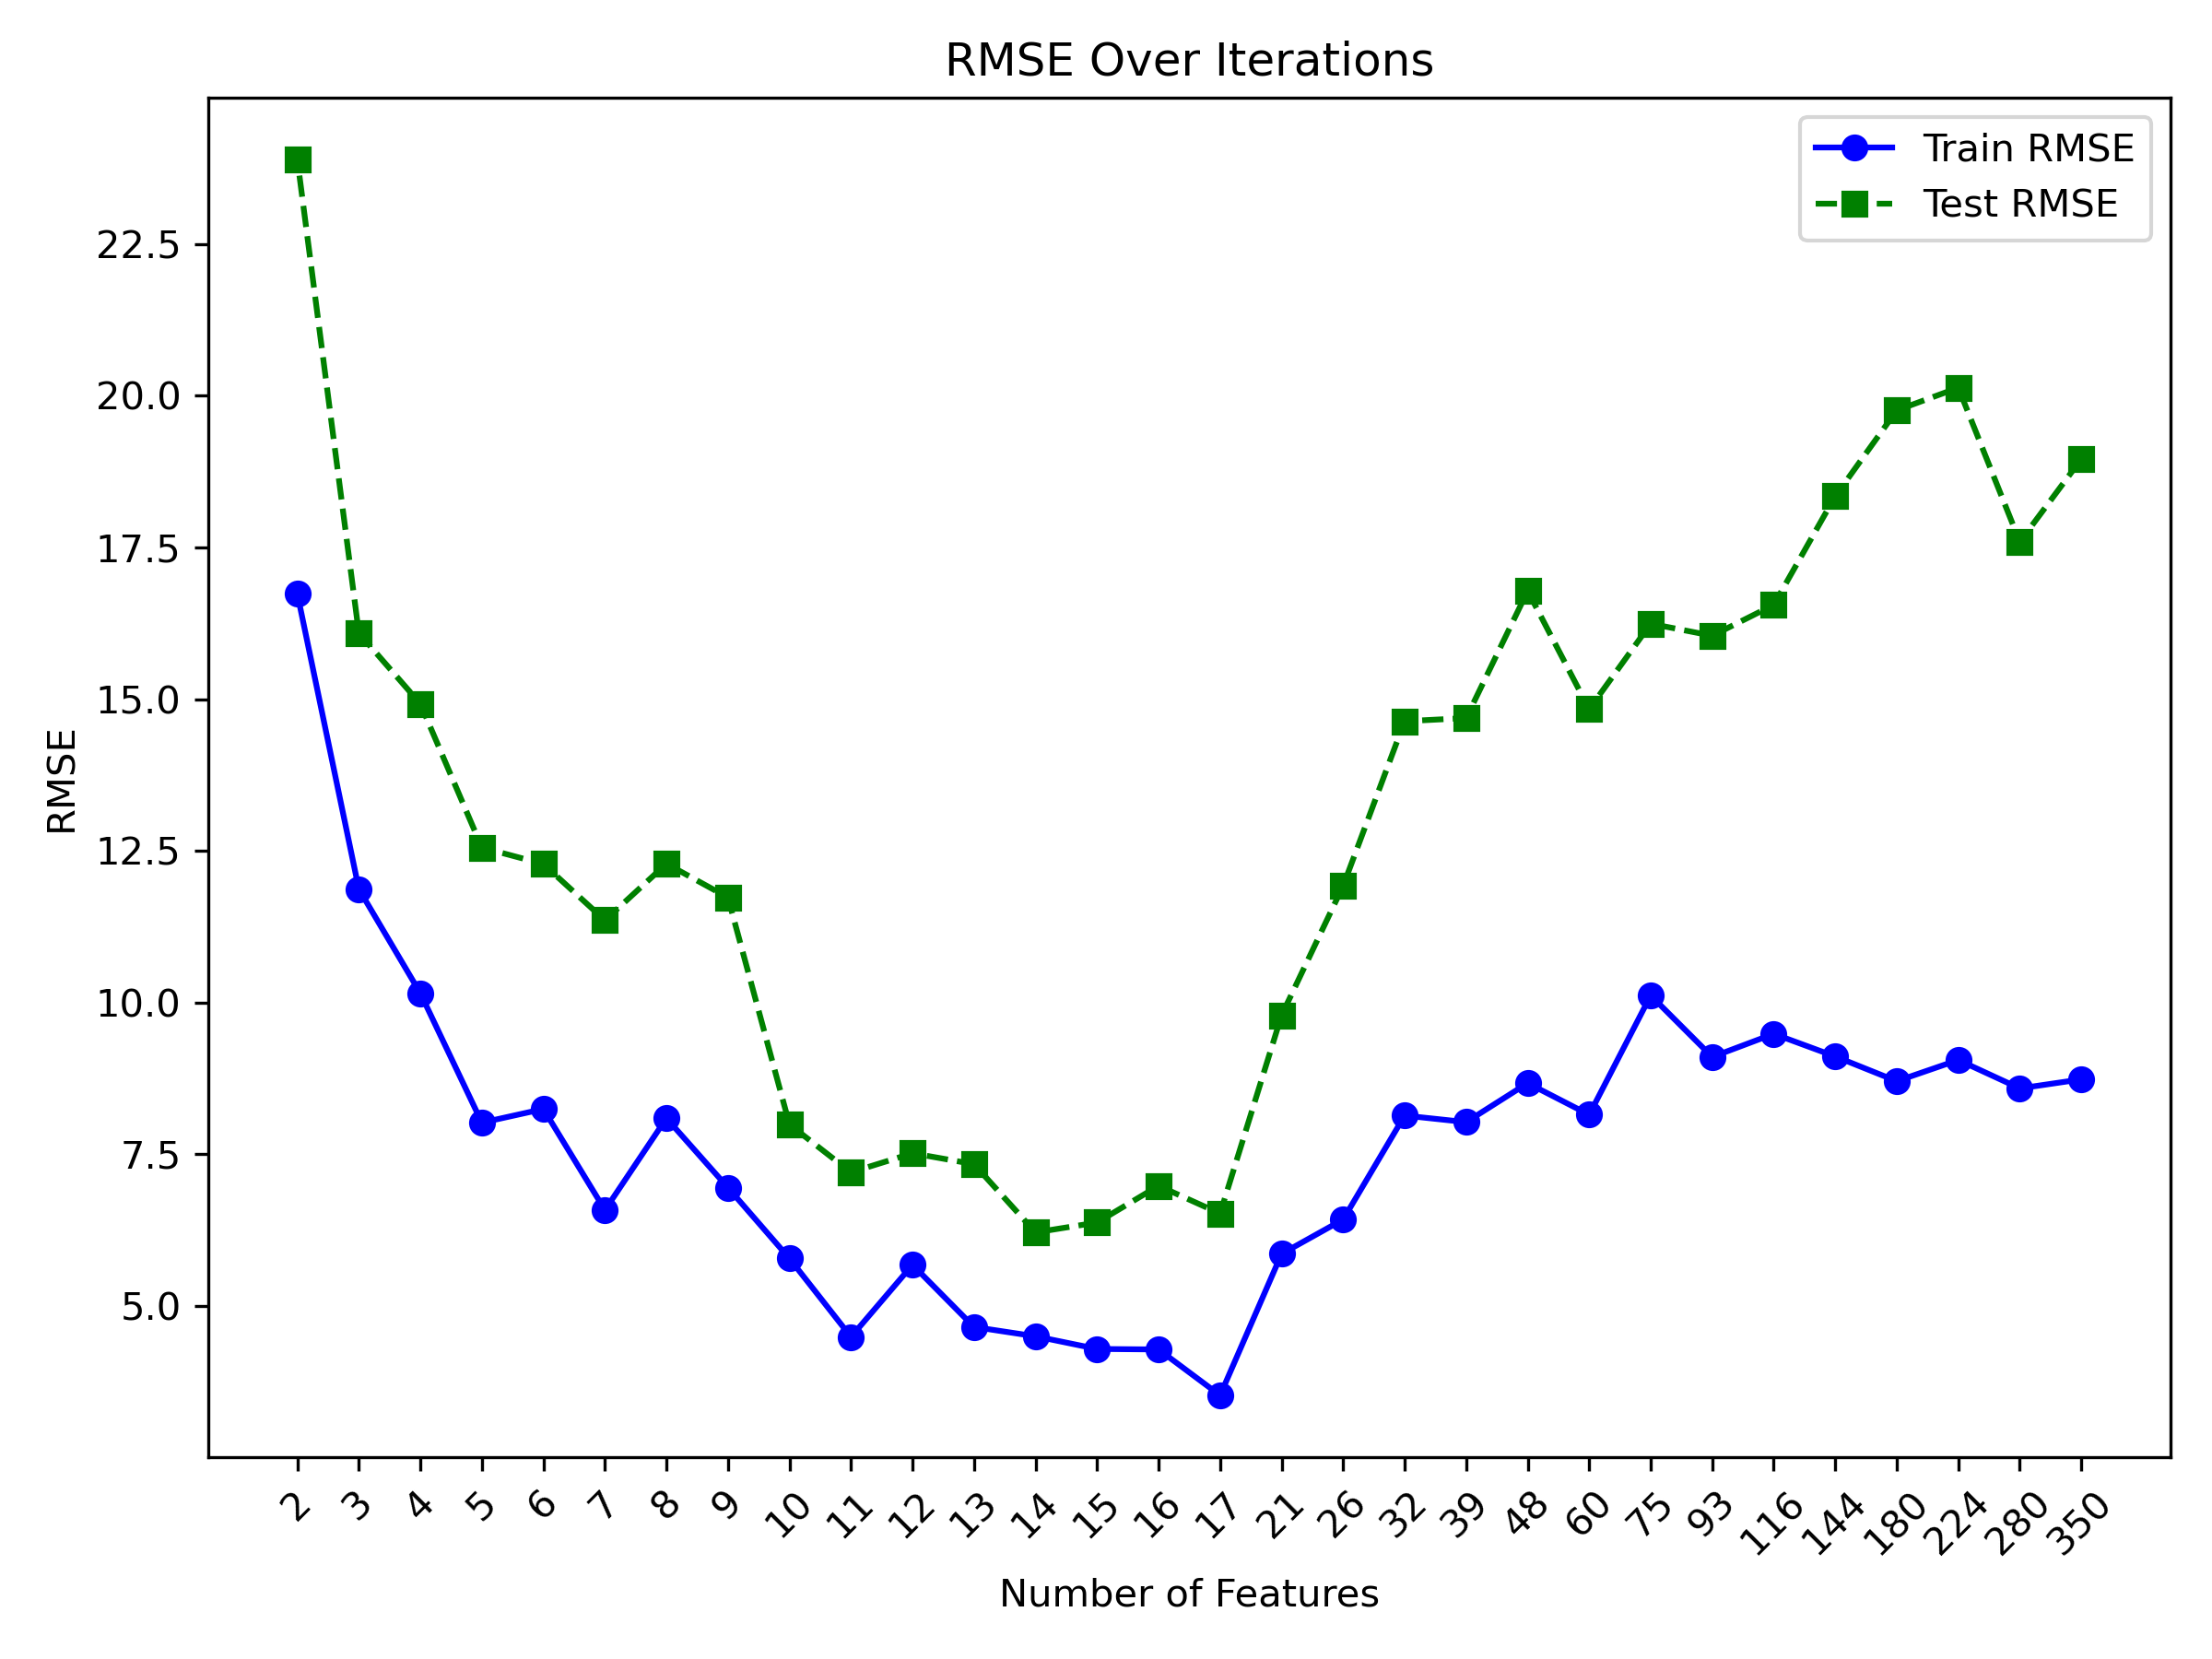 RMSE Over Iterations
Train RMSE
Test RMSE
RMSE
22.5
20.0
17.5
15.0
12.5
10.0
7.5
5.0
2 3 4 5 6 7 8 9 10 11 12 13 14 15 16 17 21 26 32 39 48 60 75 93 116 144 180 224 280 350
Number of Features